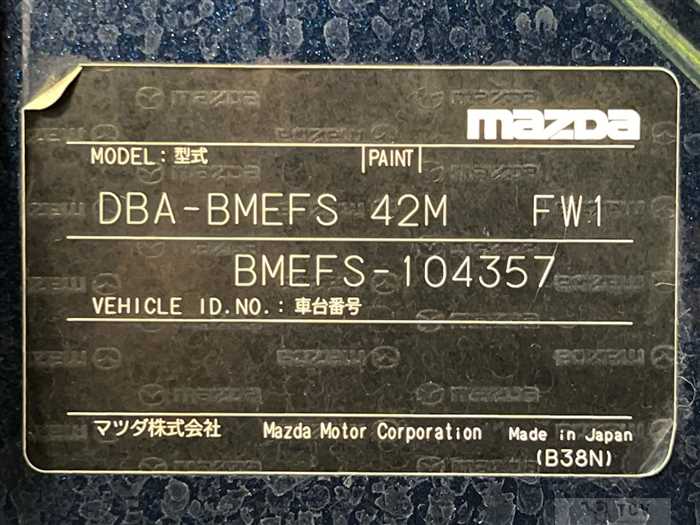 mazda
MODEL: 型式 PAINT
DBA-BMEFS 42M FW1
BMEFS-104357
VEHICLE ID.NO.: 車台番号
マツダ株式会社 Mazda Motor Corporation Made in Japan
(B38N)